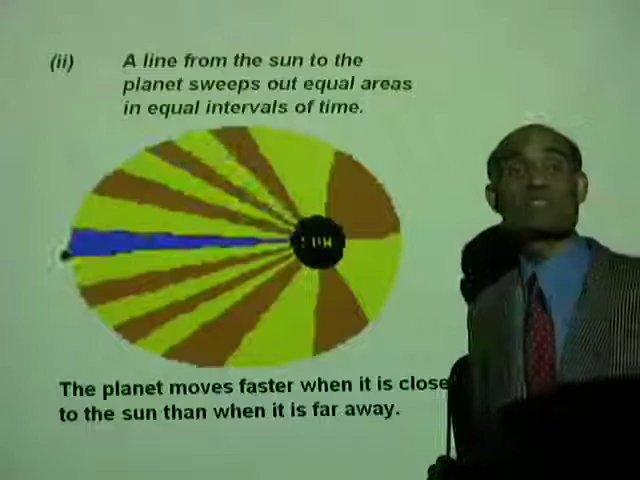 (ii) A line from the sun to the
planet sweeps out equal areas
in equal intervals of time.
SUN
The planet moves faster when it is close
to the sun than when it is far away.